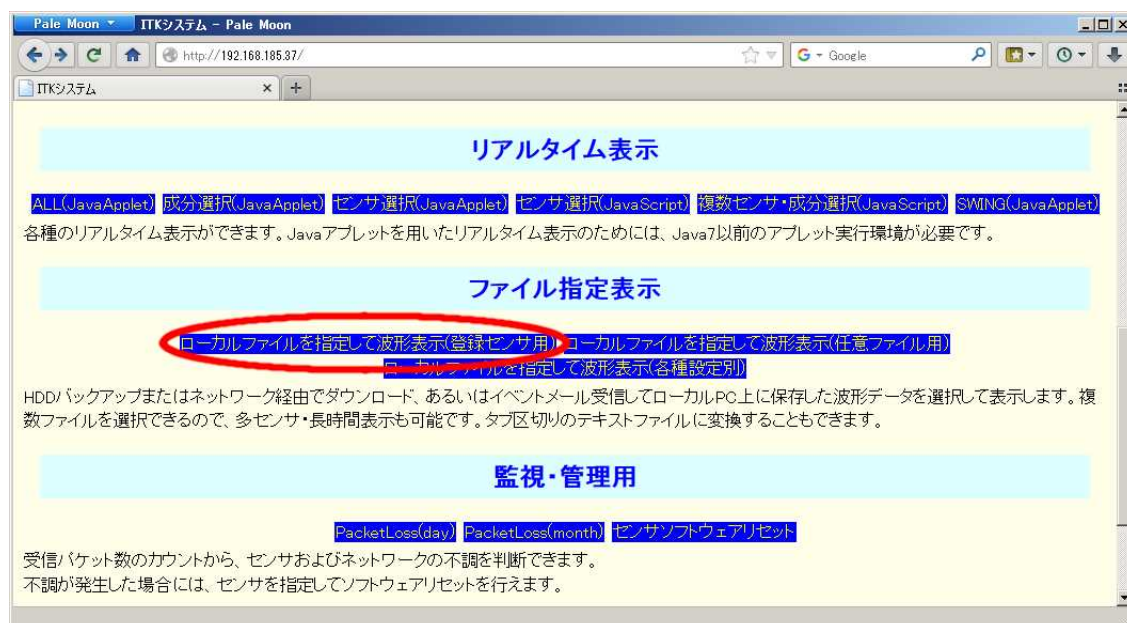 Pale Moon
ITKシステム - Pale Moon
http://192.168.185.37/
Google
ITKシステム
リアルタイム表示
ALL(JavaApplet) 成分選択(JavaApplet) センサ選択(JavaApplet) センサ選択(JavaScript) 複数センサ・成分選択(JavaScript) SWING(JavaApplet)
各種のリアルタイム表示ができます。Javaアプレットを用いたリアルタイム表示のためには、Java7以前のアプレット実行環境が必要です。
ファイル指定表示
ローカルファイルを指定して波形表示(登録センサ用) ローカルファイルを指定して波形表示(任意ファイル用)
ローカルファイルを指定して波形表示(各種設定別)
HDDバックアップまたはネットワーク経由でダウンロード、あるいはイベントメール受信してローカルPC上に保存した波形データを選択して表示します。複
数ファイルを選択できるので、多センサ・長時間表示も可能です。タブ区切りのテキストファイルに変換することもできます。
監視・管理用
PacketLoss(day) PacketLoss(month) センサソフトウェアリセット
受信パケット数のカウントから、センサおよびネットワークの不調を判断できます。
不調が発生した場合には、センサを指定してソフトウェアリセットを行えます。